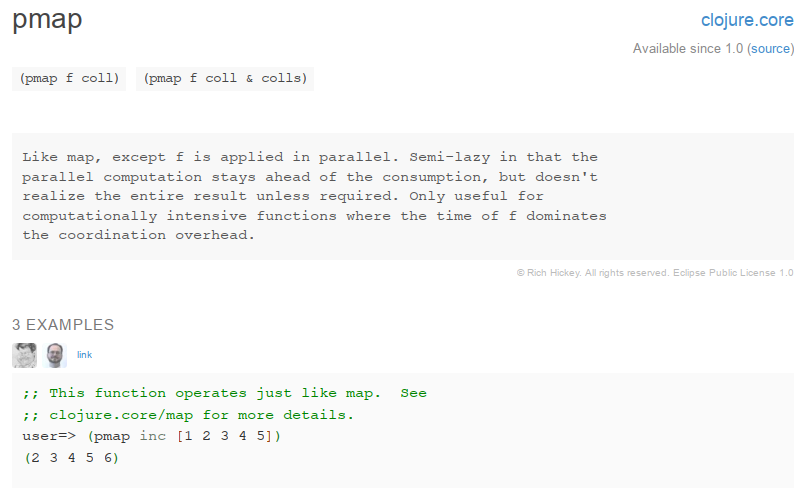 pmap
clojure.core
Available since 1.0 (source)
(pmap f coll) (pmap f coll & colls)
Like map, except f is applied in parallel. Semi-lazy in that the
parallel computation stays ahead of the consumption, but doesn't
realize the entire result unless required. Only useful for
computationally intensive functions where the time of f dominates
the coordination overhead.
© Rich Hickey. All rights reserved. Eclipse Public License 1.0
3 EXAMPLES
link
;; This function operates just like map.  See
;; clojure.core/map for more details.
user=> (pmap inc [1 2 3 4 5])
(2 3 4 5 6)